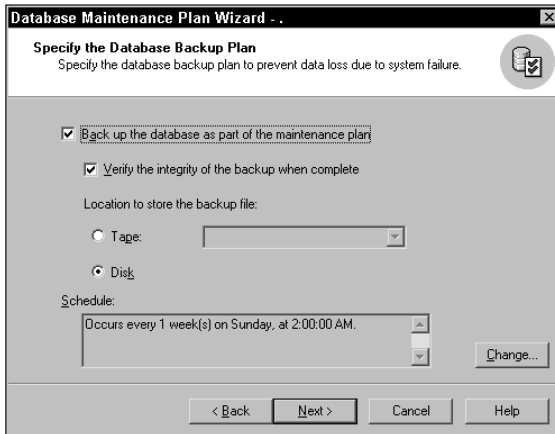 Database Maintenance Plan Wizard - .
Specify the Database Backup Plan
Specify the database backup plan to prevent data loss due to system failure.
Back up the database as part of the maintenance plan
Verify the integrity of the backup when complete
Location to store the backup file:
Tape:
Disk
Schedule:
Occurs every 1 week(s) on Sunday, at 2:00:00 AM.
Change...
< Back Next > Cancel Help